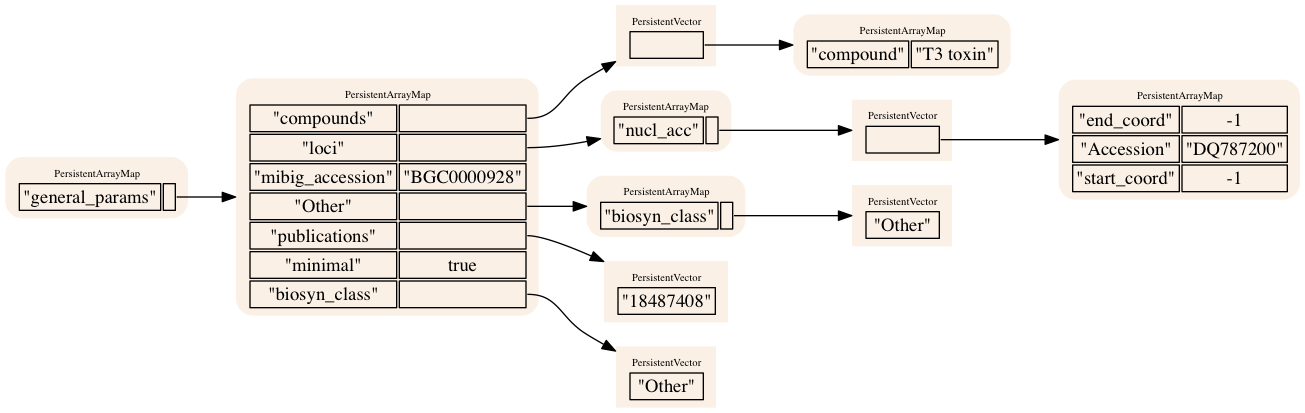 PersistentArrayMap
"general_params"
PersistentArrayMap
"compounds"
"loci"
"mibig_accession" "BGC0000928"
"Other"
"publications"
"minimal" true
"biosyn_class"
PersistentVector
PersistentArrayMap
"compound" "T3 toxin"
PersistentArrayMap
"nucl_acc"
PersistentVector
PersistentArrayMap
"end_coord" -1
"Accession" "DQ787200"
"start_coord" -1
PersistentArrayMap
"biosyn_class"
PersistentVector
"Other"
PersistentVector
"18487408"
PersistentVector
"Other"